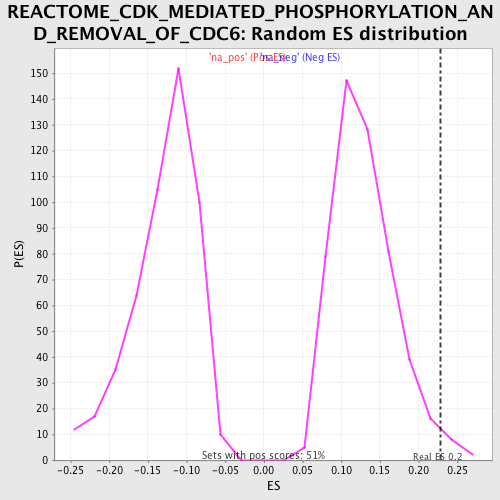 REACTOME_CDK_MEDIATED_PHOSPHORYLATION_AN
D_REMOVAL_OF_CDC6: Random ES distribution
'na_pos' (Pos ES) 'na_neg' (Neg ES)
150
140
130
120
110
100
90
80
70
60
50
40
30
20
10
0
P(ES)
Sets with pos scores: 51%
Real ES 0.2
-0.25 -0.20 -0.15 -0.10 -0.05 0.00 0.05 0.10 0.15 0.20 0.25
ES